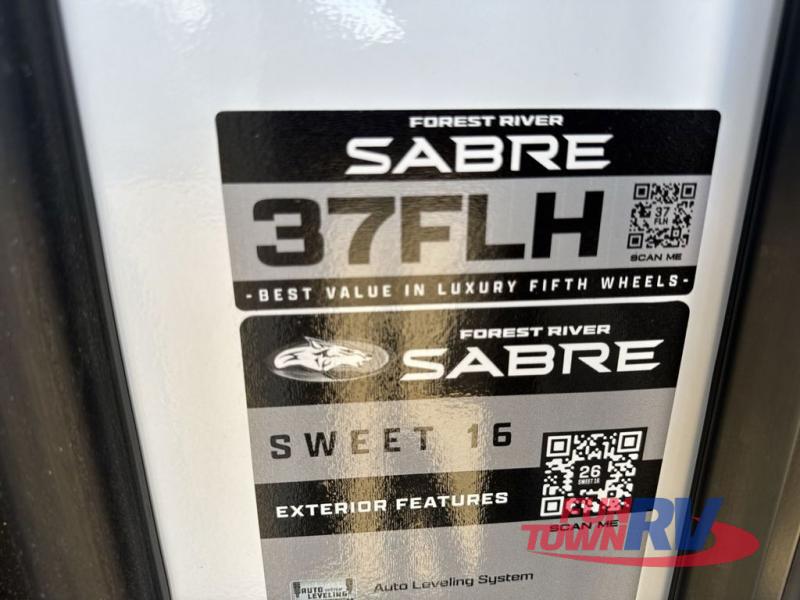 FOREST RIVER
SABRE
37FLH
37
FLH
SCAN ME
- BEST VALUE IN LUXURY FIFTH WHEELS -
FOREST RIVER
SABRE
SWEET 16
26
SWEET 16
EXTERIOR FEATURES
SCAN ME
FUN
TOWN RV
AUTO
LEVELING
Auto Leveling System